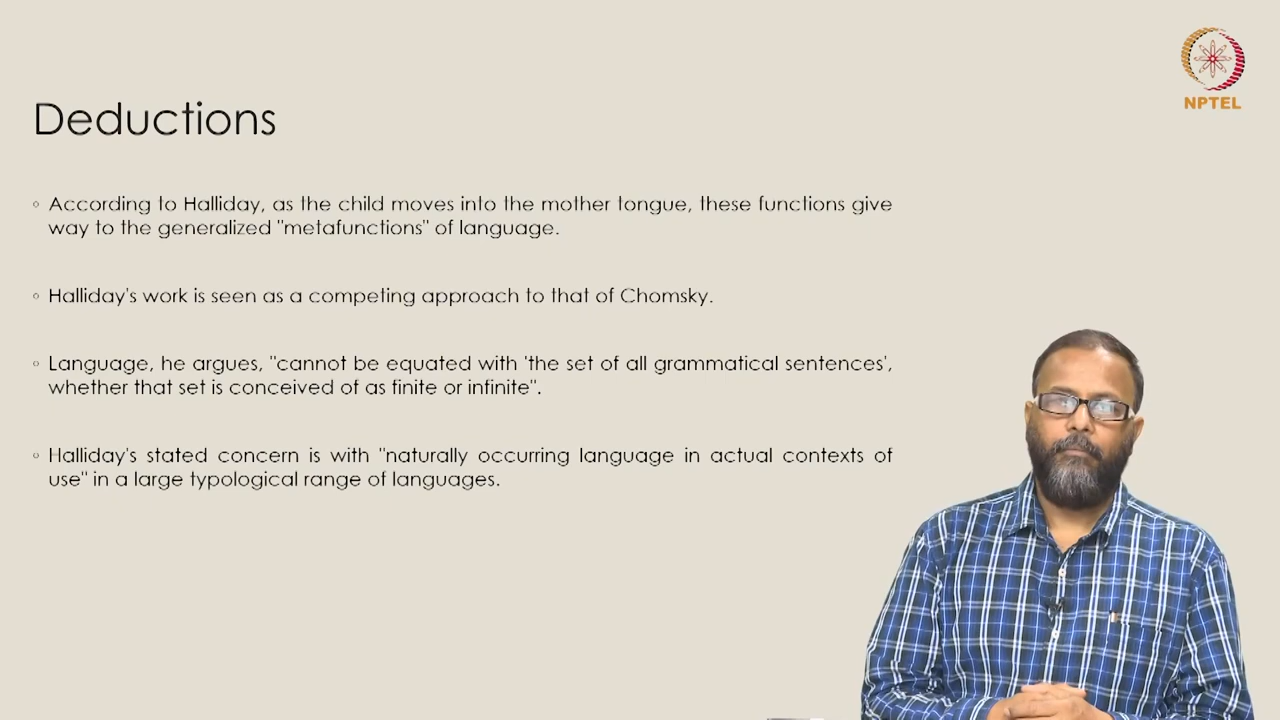 NPTEL
Deductions
◦ According to Halliday, as the child moves into the mother tongue, these functions give
way to the generalized "metafunctions" of language.
◦ Halliday's work is seen as a competing approach to that of Chomsky.
◦ Language, he argues, "cannot be equated with 'the set of all grammatical sentences',
whether that set is conceived of as finite or infinite".
◦ Halliday's stated concern is with "naturally occurring language in actual contexts of
use" in a large typological range of languages.